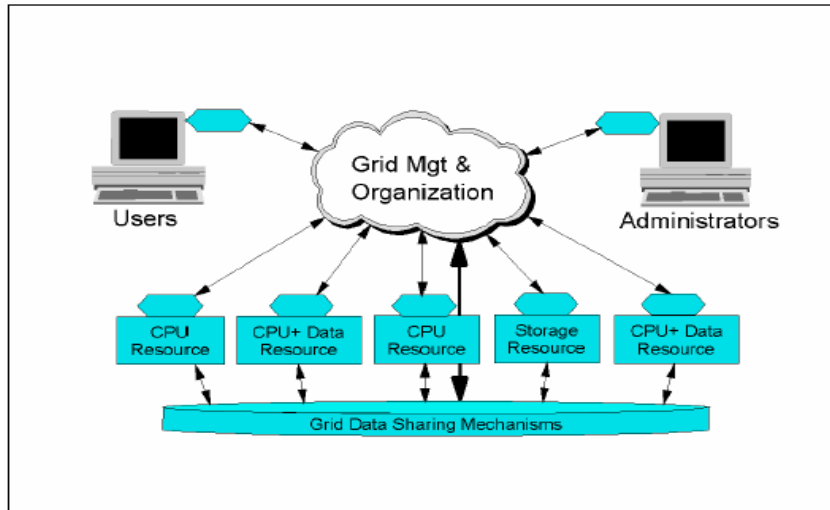 Grid Mgt &
Organization
Users
Administrators
CPU
Resource
CPU+ Data
Resource
CPU
Resource
Storage
Resource
CPU+ Data
Resource
Grid Data Sharing Mechanisms